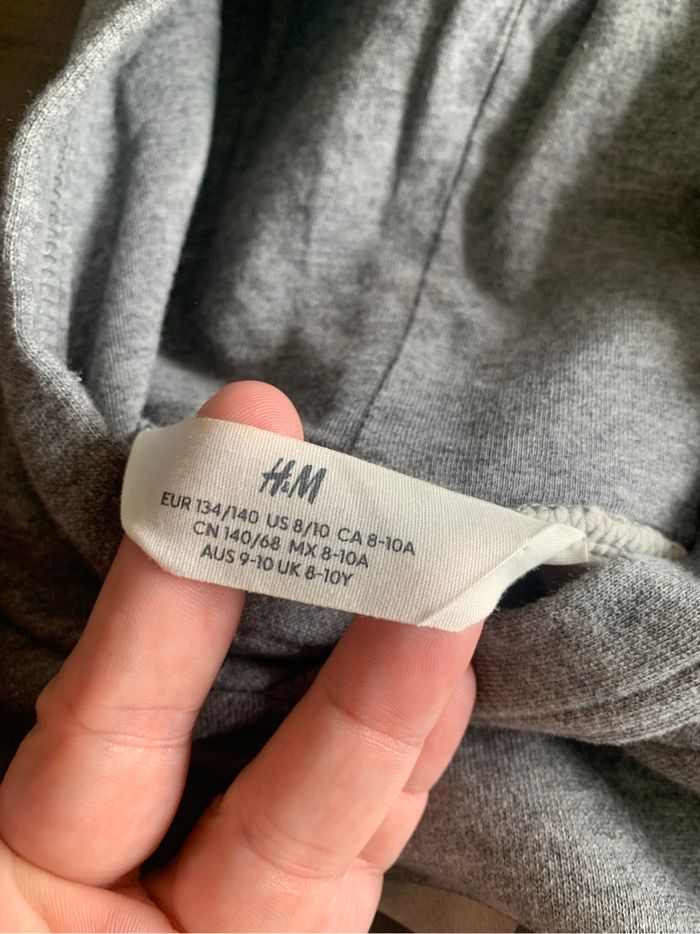 H&M
EUR 134/140 US 8/10 CA 8-10A
CN 140/68 MX 8-10A
AUS 9-10 UK 8-10Y